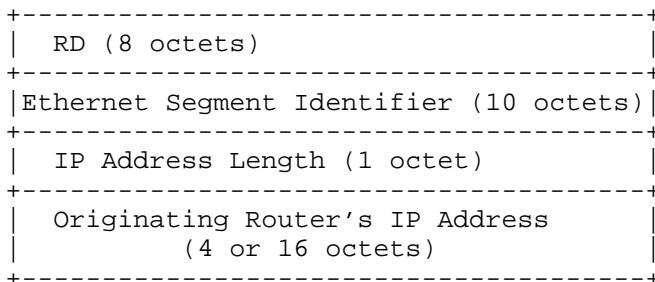 +---------------------------------------+
|  RD (8 octets)                        |
+---------------------------------------+
|Ethernet Segment Identifier (10 octets)|
+---------------------------------------+
|  IP Address Length (1 octet)          |
+---------------------------------------+
|  Originating Router's IP Address      |
|          (4 or 16 octets)             |
+---------------------------------------+